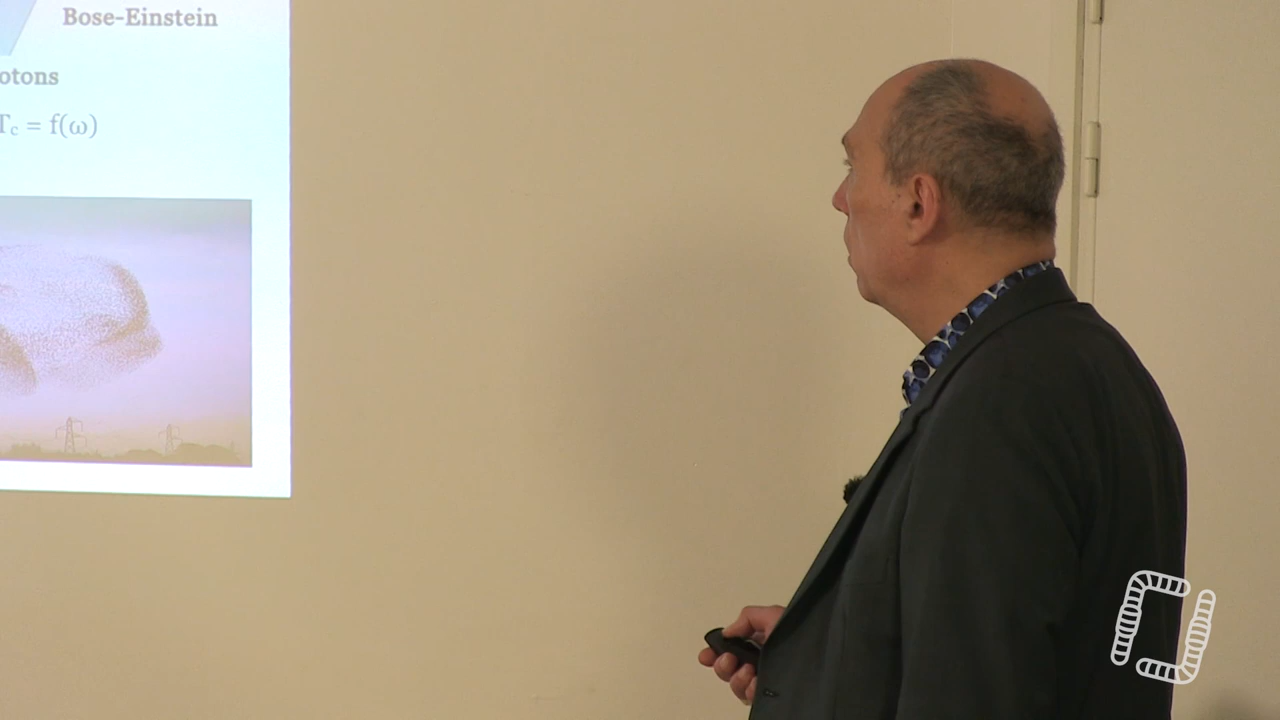 Bose-Einstein
otons
Tc = f(ω)